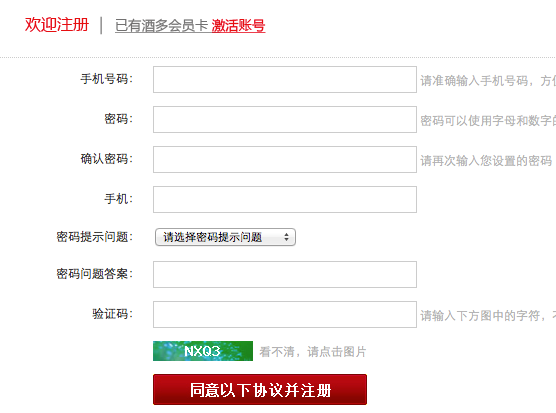 欢迎注册 | 已有酒多会员卡 激活账号
手机号码： 请准确输入手机号码，方
密码： 密码可以使用字母和数字
确认密码： 请再次输入您设置的密码
手机：
密码提示问题： 请选择密码提示问题
密码问题答案：
验证码： 请输入下方图中的字符，
NX03 看不清，请点击图片
同意以下协议并注册